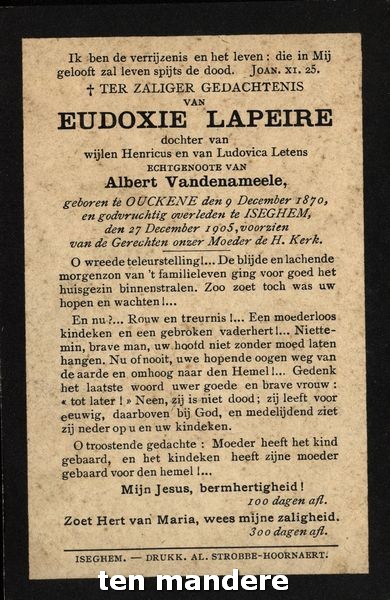 Ik ben de verrijzenis en het leven; die in Mij
gelooft zal leven spijts de dood. JOAN. XI. 25.
† TER ZALIGER GEDACHTENIS
VAN
EUDOXIE LAPEIRE
dochter van
wijlen Henricus en van Ludovica Letens
ECHTGENOOTE VAN
Albert Vandenameele,
geboren te OUCKENE den 9 December 1870,
en godvruchtig overleden te ISEGHEM,
den 27 December 1905, voorzien
van de Gerechten onzer Moeder de H. Kerk.
O wreede teleurstelling!... De blijde en lachende
morgenzon van 't familieleven ging voor goed het
huisgezin binnenstralen. Zoo zoet toch was uw
hopen en wachten!...
En nu?... Rouw en treurnis!... Een moederloos
kindeken en een gebroken vaderhert!... Niette-
min, brave man, uw hoofd niet zonder moed laten
hangen. Nu of nooit, uwe hopende oogen weg van
de aarde en omhoog naar den Hemel!... Gedenk
het laatste woord uwer goede en brave vrouw:
« tot later! » Neen, zij is niet dood; zij leeft voor
eeuwig, daarboven bij God, en medelijdend ziet
zij neder op u en uw kindeken.
O troostende gedachte: Moeder heeft het kind
gebaard, en het kindeken heeft zijne moeder
gebaard voor den hemel!...
Mijn Jesus, bermhertigheid!
100 dagen afl.
Zoet Hert van Maria, wees mijne zaligheid.
300 dagen afl.
ISEGHEM. — DRUKK. AL. STROBBE-HOORNAERT.
ten mandere